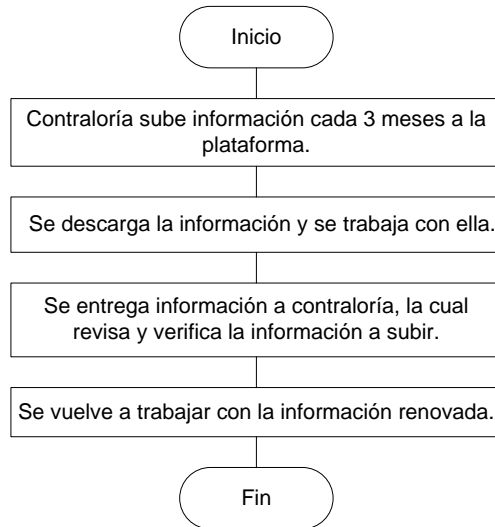 Inicio
Contraloría sube información cada 3 meses a la
plataforma.
Se descarga la información y se trabaja con ella.
Se entrega información a contraloría, la cual
revisa y verifica la información a subir.
Se vuelve a trabajar con la información renovada.
Fin